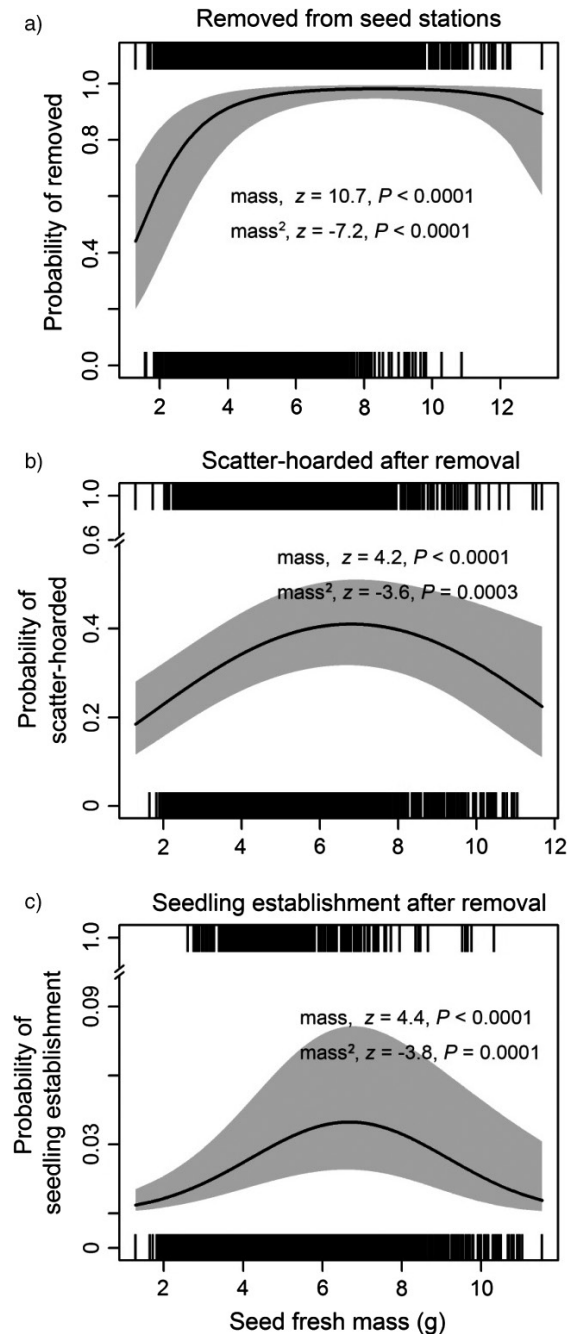 a)
Removed from seed stations
Probability of removed
1.0
0.8
0.4
0.0
mass, z = 10.7, P < 0.0001
mass², z = -7.2, P < 0.0001
2 4 6 8 10 12
b)
Scatter-hoarded after removal
Probability of
scatter-hoarded
1.0
0.6
0.4
0.2
0
mass, z = 4.2, P < 0.0001
mass², z = -3.6, P = 0.0003
2 4 6 8 10 12
c)
Seedling establishment after removal
Probability of
seedling establishment
1.0
0.09
0.03
0
mass, z = 4.4, P < 0.0001
mass², z = -3.8, P = 0.0001
2 4 6 8 10
Seed fresh mass (g)